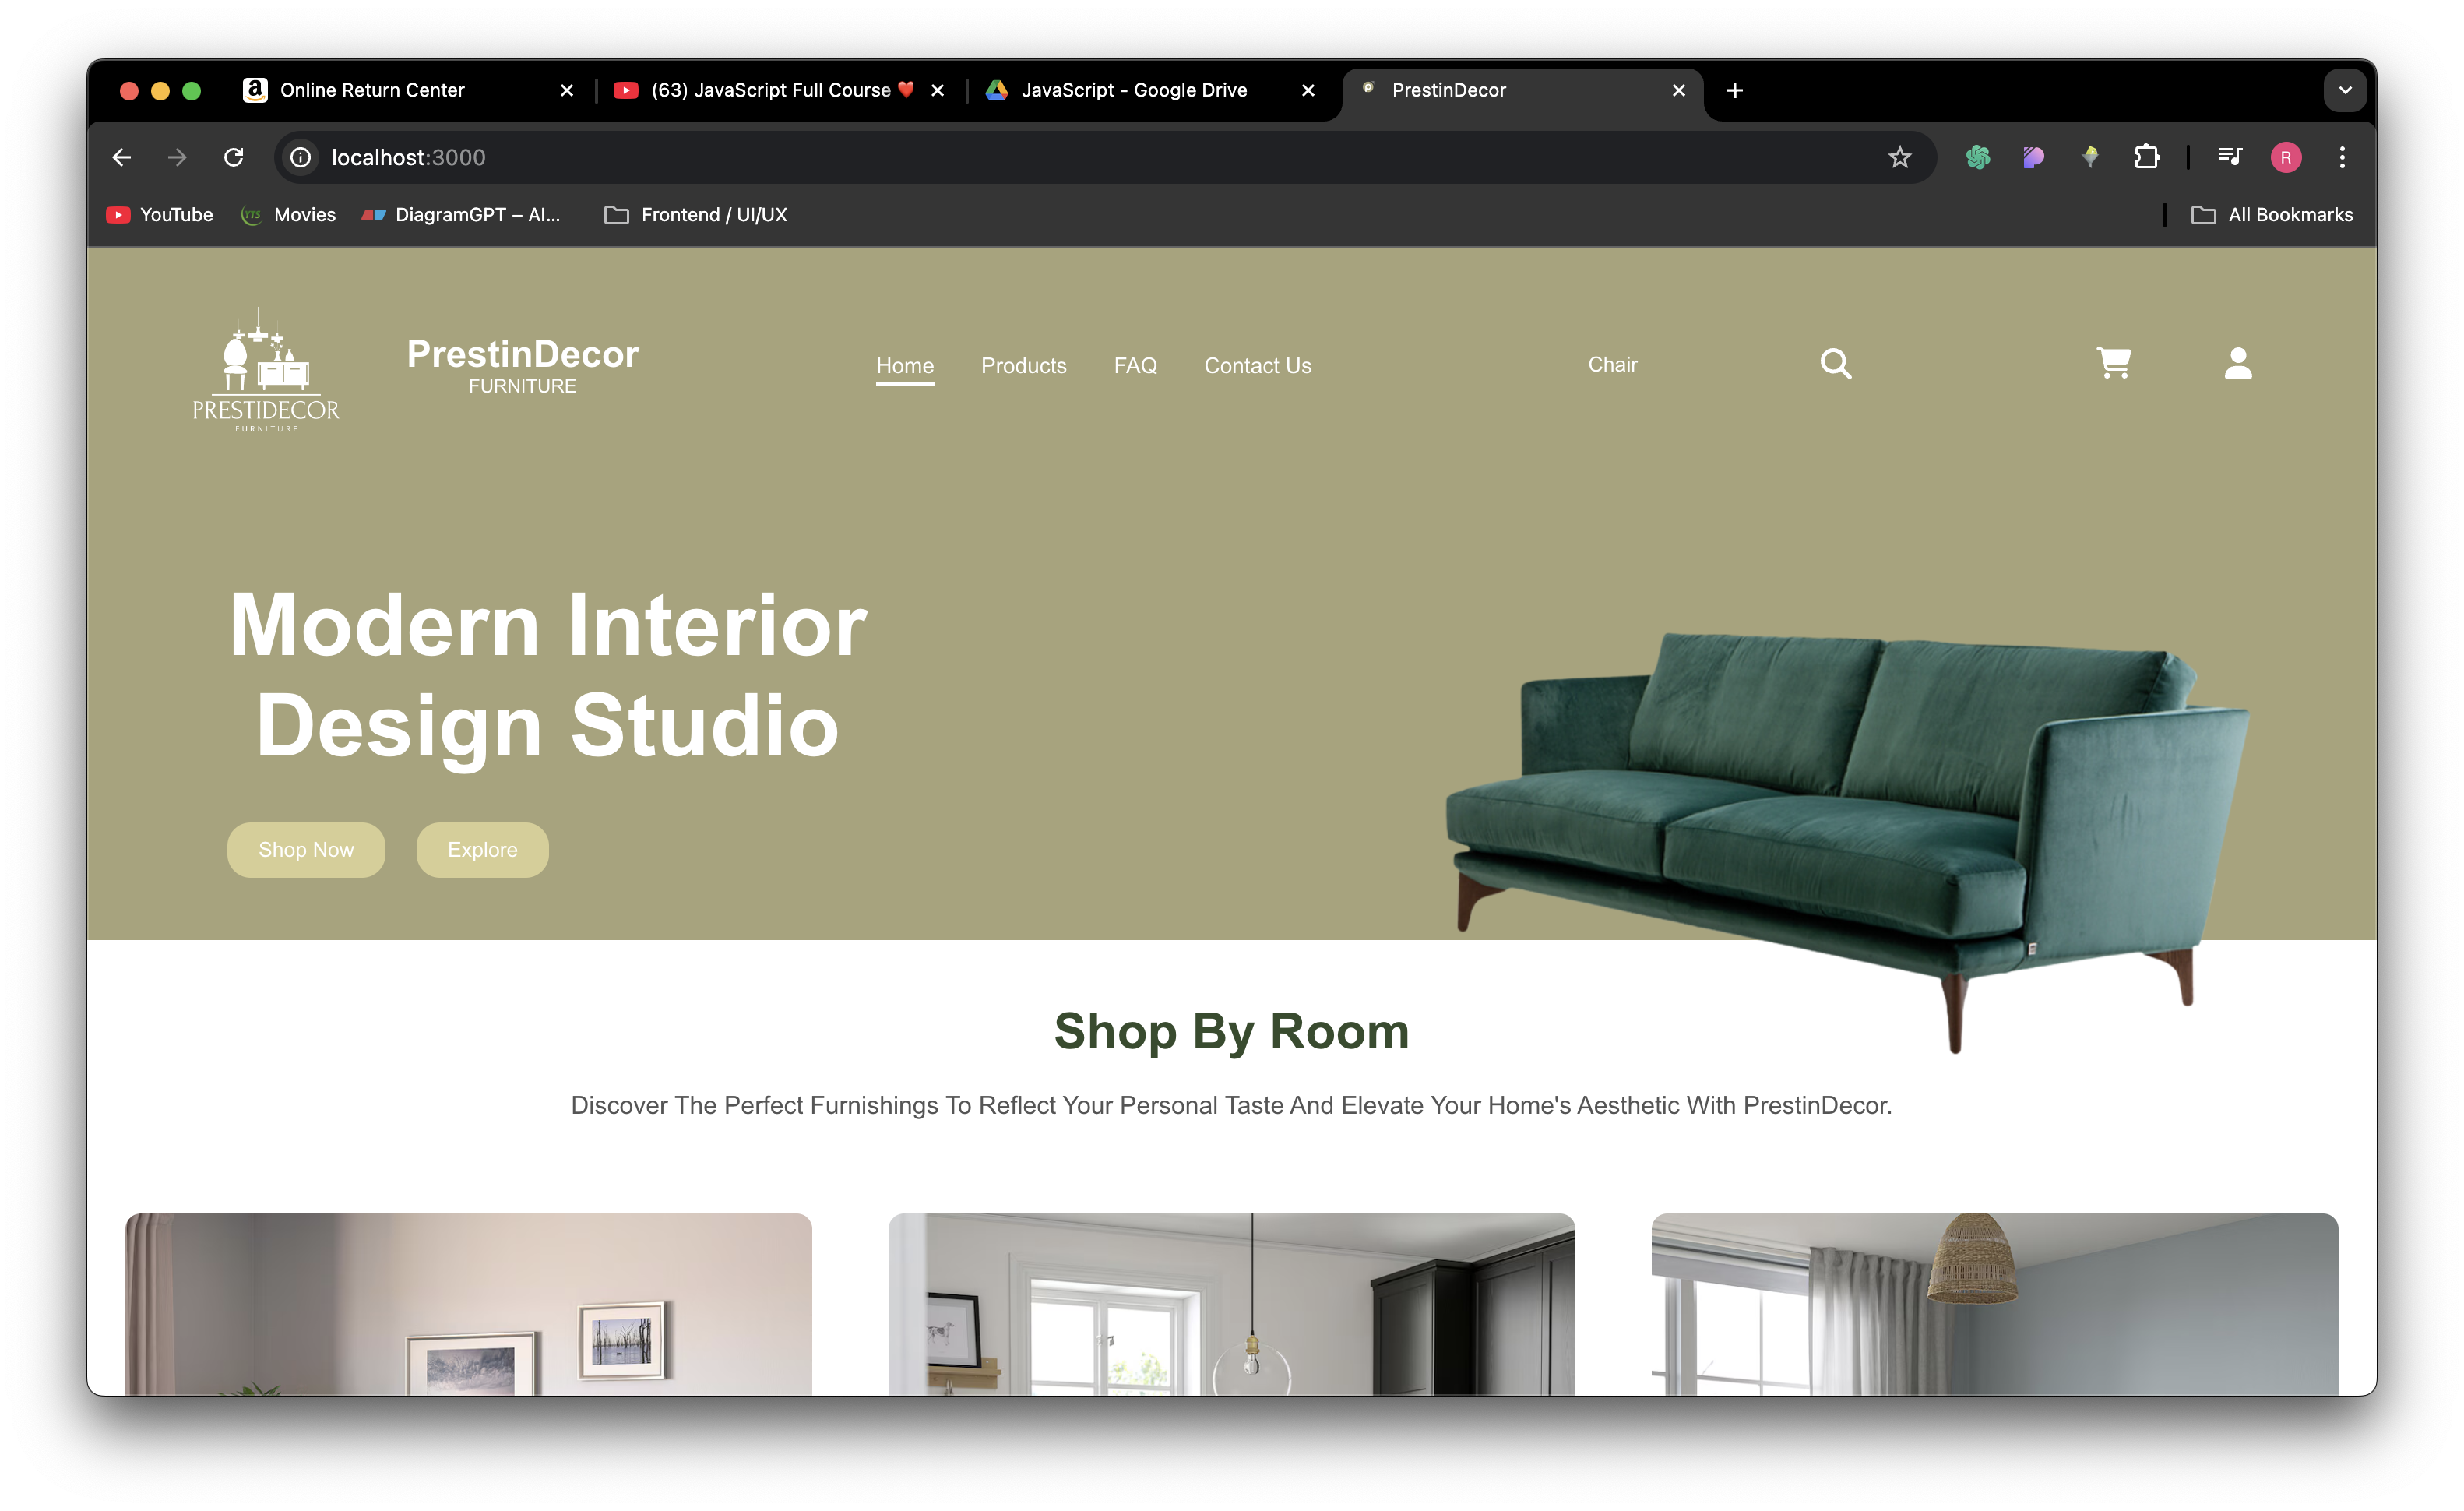 Online Return Center
(63) JavaScript Full Course ❤️
JavaScript - Google Drive
PrestinDecor
localhost:3000
R
YouTube
YTS
Movies
DiagramGPT – AI...
Frontend / UI/UX
All Bookmarks
PRESTIDECOR
FURNITURE
PrestinDecor
FURNITURE
Home
Products
FAQ
Contact Us
Chair
Modern Interior
Design Studio
Shop Now
Explore
Shop By Room
Discover The Perfect Furnishings To Reflect Your Personal Taste And Elevate Your Home's Aesthetic With PrestinDecor.